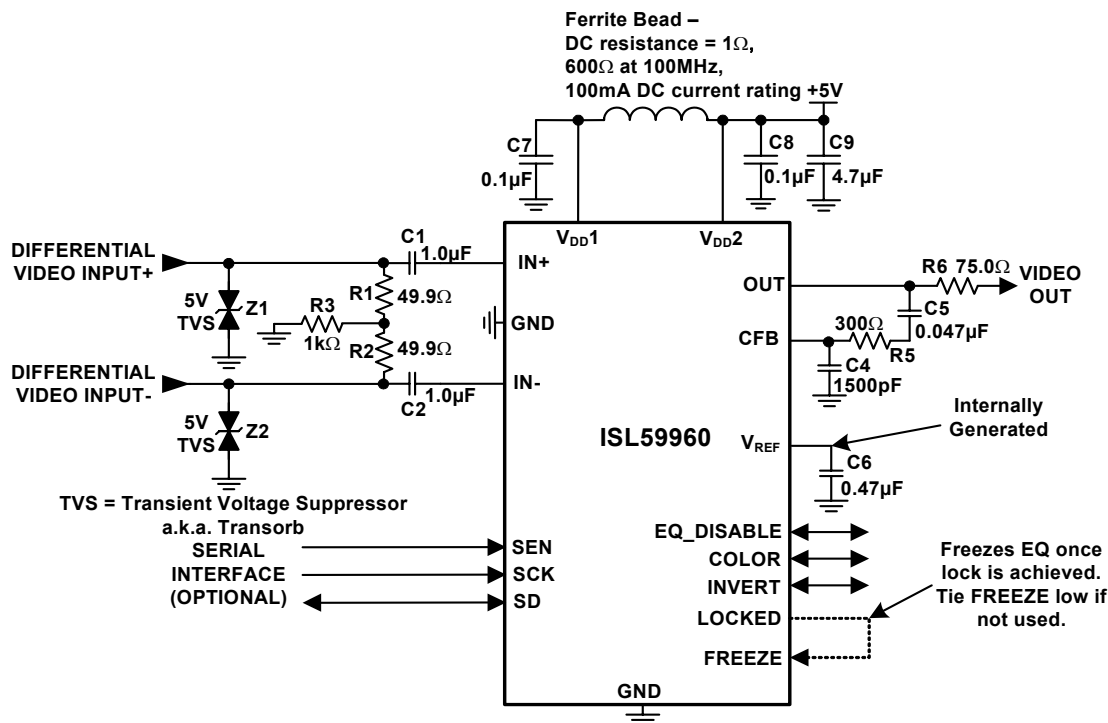 Ferrite Bead –
DC resistance = 1Ω,
600Ω at 100MHz,
100mA DC current rating +5V
C7
0.1µF
C8
0.1µF
C9
4.7µF
VDD1
VDD2
DIFFERENTIAL
VIDEO INPUT+
C1
1.0µF
IN+
5V
TVS
Z1
R1
49.9Ω
R3
1kΩ
GND
R2
49.9Ω
DIFFERENTIAL
VIDEO INPUT-
C2
1.0µF
IN-
5V
TVS
Z2
OUT
R6 75.0Ω
VIDEO
OUT
C5
0.047µF
CFB
300Ω
R5
C4
1500pF
ISL59960
VREF
Internally
Generated
C6
0.47µF
TVS = Transient Voltage Suppressor
a.k.a. Transorb
SERIAL
INTERFACE
(OPTIONAL)
SEN
SCK
SD
EQ_DISABLE
COLOR
INVERT
LOCKED
FREEZE
Freezes EQ once
lock is achieved.
Tie FREEZE low if
not used.
GND